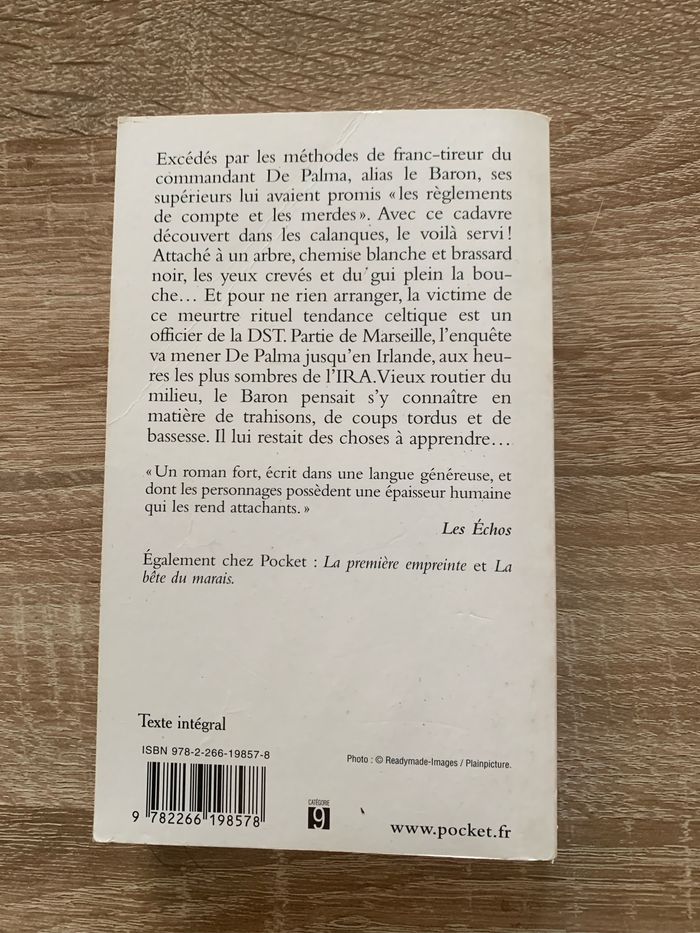 Excédés par les méthodes de franc-tireur du
commandant De Palma, alias le Baron, ses
supérieurs lui avaient promis « les règlements
de compte et les merdes ». Avec ce cadavre
découvert dans les calanques, le voilà servi !
Attaché à un arbre, chemise blanche et brassard
noir, les yeux crevés et du gui plein la bou-
che… Et pour ne rien arranger, la victime de
ce meurtre rituel tendance celtique est un
officier de la DST. Partie de Marseille, l'enquête
va mener De Palma jusqu'en Irlande, aux heu-
res les plus sombres de l'IRA.Vieux routier du
milieu, le Baron pensait s'y connaître en
matière de trahisons, de coups tordus et de
bassesse. Il lui restait des choses à apprendre…
« Un roman fort, écrit dans une langue généreuse, et
dont les personnages possèdent une épaisseur humaine
qui les rend attachants. »
Les Échos
Également chez Pocket : La première empreinte et La
bête du marais.
Texte intégral
ISBN 978-2-266-19857-8
Photo : © Readymade-Images / Plainpicture.
9 782266 198578
CATÉGORIE
9
www.pocket.fr